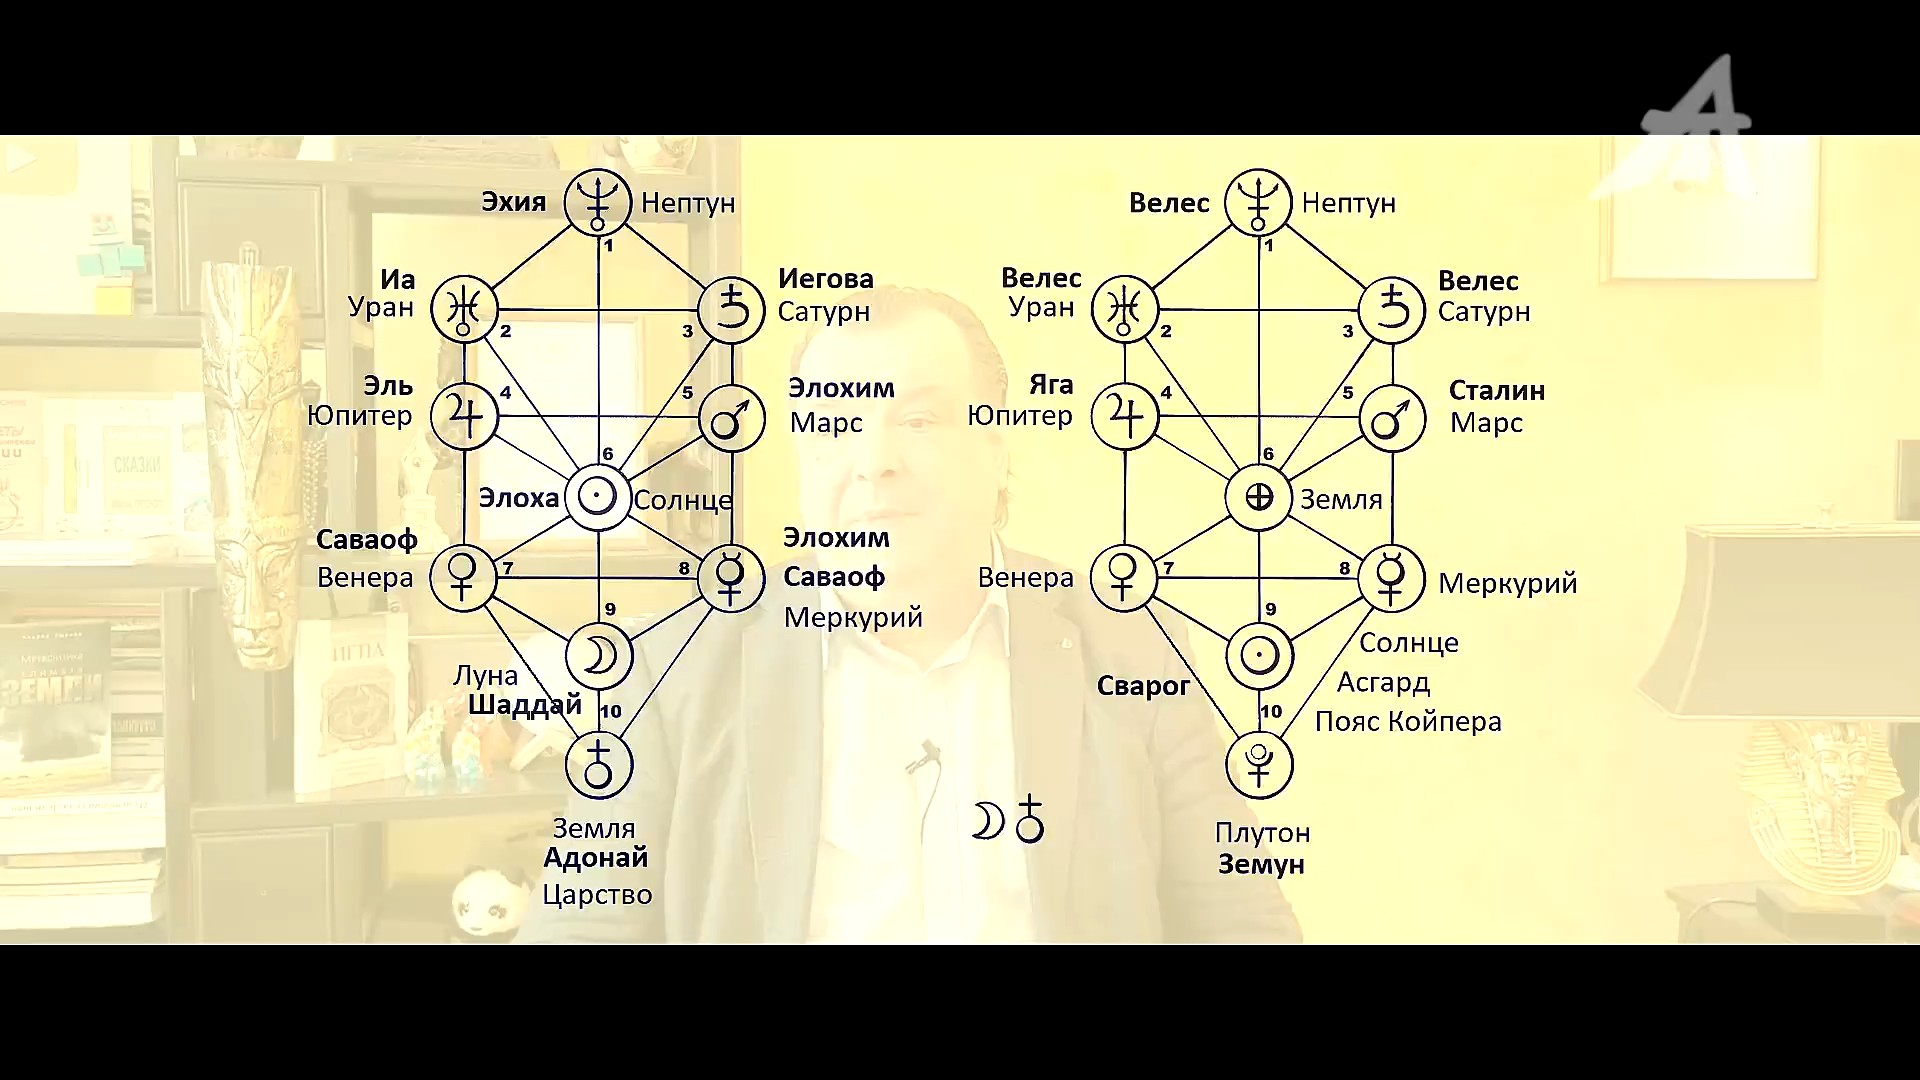 Эхия
Нептун
1
Иа
Уран
2
Иегова
Сатурн
3
Эль
Юпитер
4
Элохим
Марс
5
6
Элоха
Солнце
Саваоф
Венера
7
Элохим
Саваоф
Меркурий
8
9
Луна
Шаддай
10
Земля
Адонай
Царство
Велес
Нептун
1
Велес
Уран
2
Велес
Сатурн
3
Яга
Юпитер
4
Сталин
Марс
5
6
Земля
Венера
7
Меркурий
8
9
Солнце
Асгард
Пояс Койпера
Сварог
10
Плутон
Земун
СКАЗКИ
ИГПА
ЗЕМЛИ